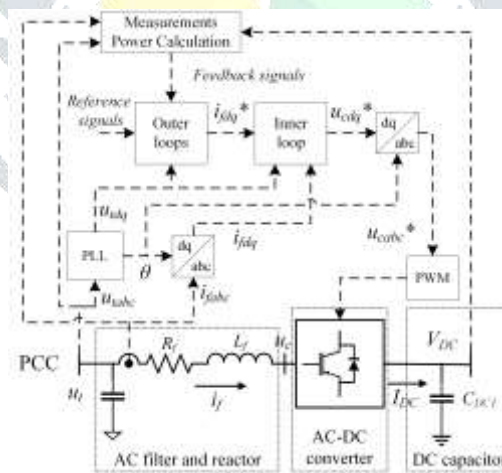 Measurements
Power Calculation
Feedback signals
Reference
signals
Outer
loops
i_fdq*
Inner
loop
u_cdq*
dq
abc
u_tdq
PLL
θ
dq
abc
i_fdq
i_fabc
u_tabc
u_cabc*
PWM
PCC
R_f
L_f
u_c
V_DC
u_t
i_f
I_DC
AC filter and reactor
AC-DC
converter
DC capacitor